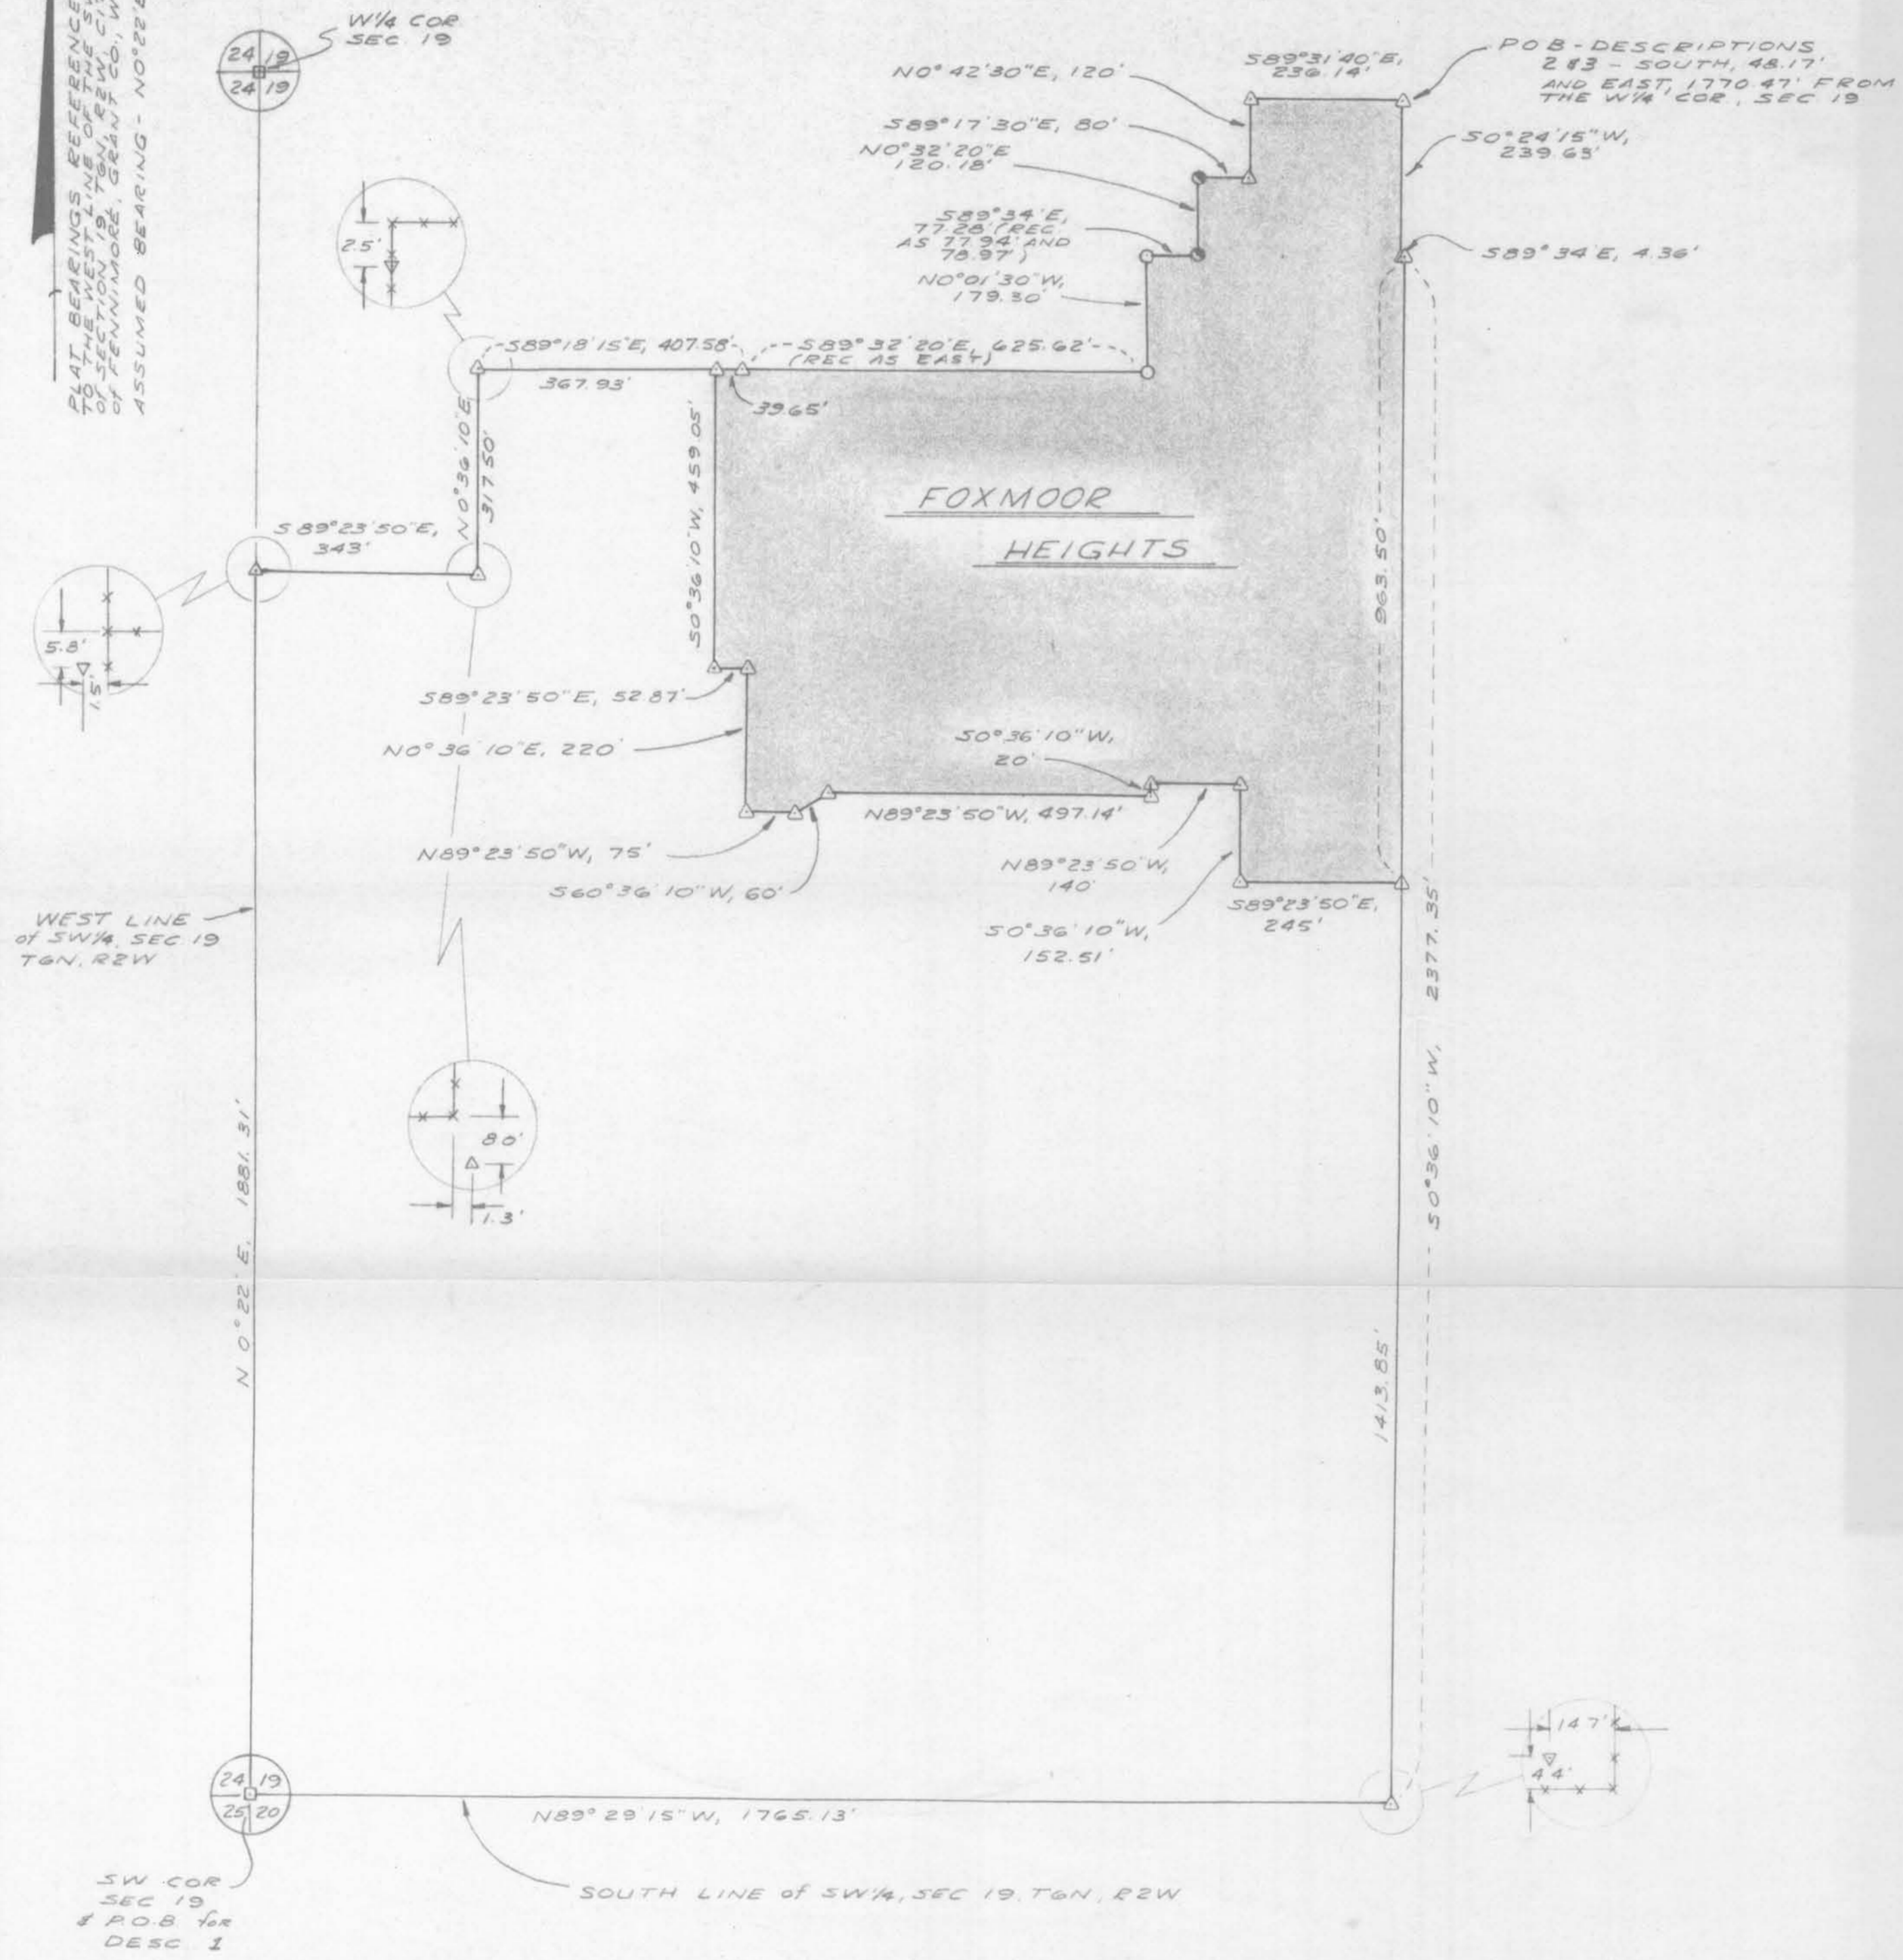 PLAT BEARINGS REFERENCE
TO THE WEST LINE OF THE SW
of SECTION 19, T6N, R2W, CI
of FENNIMORE, GRANT CO., W
ASSUMED BEARING - N0°22'E
W1/4 COR
SEC. 19
24 19
24 19
S89°31'40"E,
236.14'
P O B - DESCRIPTIONS
2 & 3 - SOUTH, 48.17'
AND EAST, 1770.47' FROM
THE W1/4 COR., SEC 19
N0°42'30"E, 120'
S89°17'30"E, 80'
N0°32'20"E
120.18'
S89°34'E,
77.28' (REC
AS 77.94' AND
78.97')
N0°01'30"W,
179.30'
S0°24'15"W,
239.63'
S89°34'E, 4.36'
2.5'
S89°18'15"E, 407.58'
S89°32'20"E, 625.62'
(REC AS EAST)
367.93'
39.65'
N0°36'10"E,
317.50'
S0°36'10"W, 459.05'
FOXMOOR
HEIGHTS
963.50'
S89°23'50"E,
343'
5.8'
1.5'
S89°23'50"E, 52.87'
N0°36'10"E, 220'
S0°36'10"W,
20'
N89°23'50"W, 497.14'
N89°23'50"W, 75'
S60°36'10"W, 60'
N89°23'50"W,
140'
S0°36'10"W,
152.51'
S89°23'50"E,
245'
WEST LINE
of SW1/4, SEC 19
T6N, R2W
S0°36'10"W, 2377.35'
8.0'
1.3'
N0°22'E, 1881.31'
1413.85'
14.7'
4.4'
24 19
25 20
N89°29'15"W, 1765.13'
SW COR
SEC 19
& P.O.B. for
DESC 1
SOUTH LINE of SW1/4, SEC 19, T6N, R2W